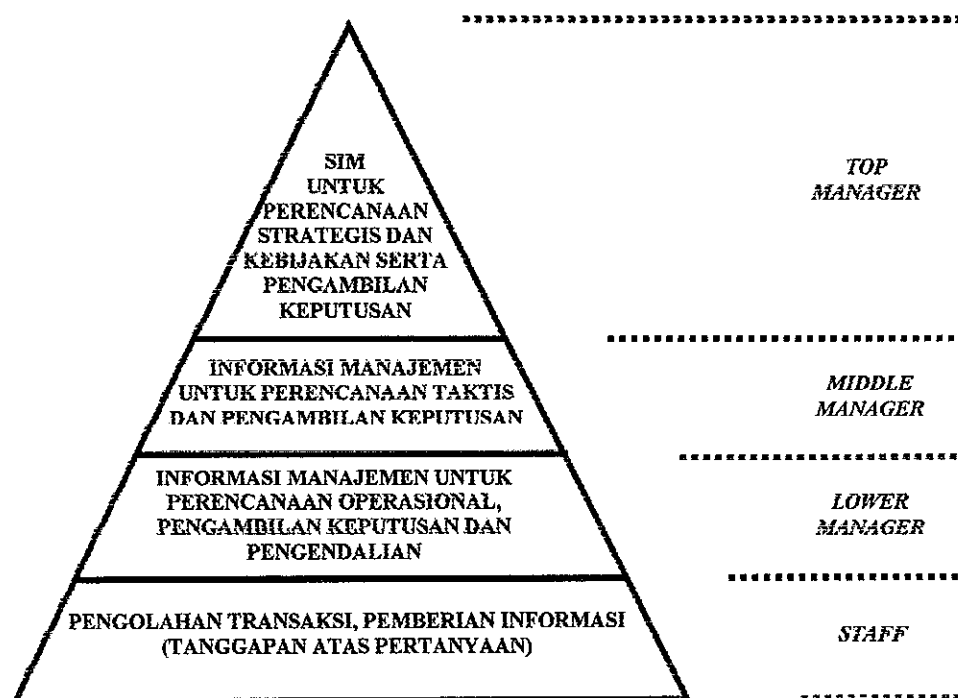 SIM
UNTUK
PERENCANAAN
STRATEGIS DAN
KEBIJAKAN SERTA
PENGAMBILAN
KEPUTUSAN
TOP
MANAGER
INFORMASI MANAJEMEN
UNTUK PERENCANAAN TAKTIS
DAN PENGAMBILAN KEPUTUSAN
MIDDLE
MANAGER
INFORMASI MANAJEMEN UNTUK
PERENCANAAN OPERASIONAL,
PENGAMBILAN KEPUTUSAN DAN
PENGENDALIAN
LOWER
MANAGER
PENGOLAHAN TRANSAKSI, PEMBERIAN INFORMASI
(TANGGAPAN ATAS PERTANYAAN)
STAFF